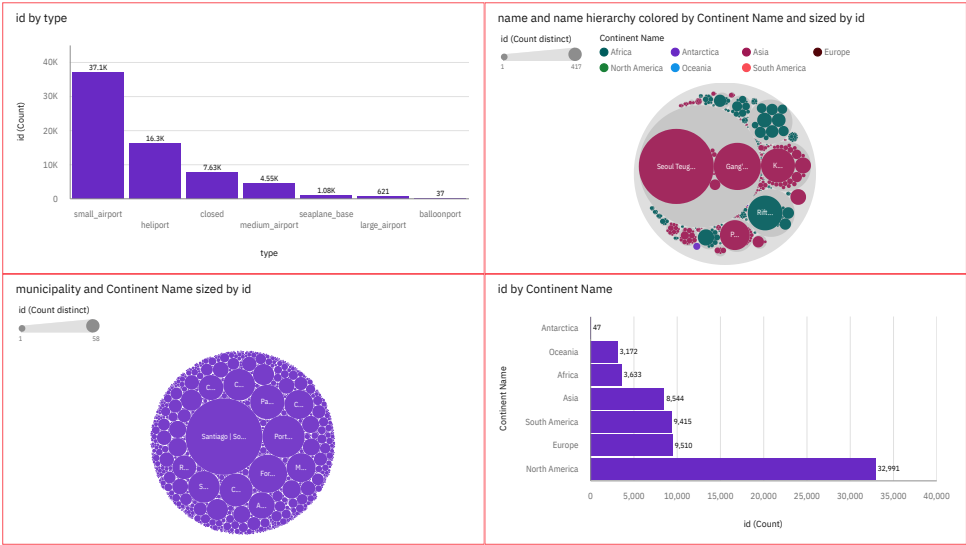 id by type
id (Count)
40K
30K
20K
10K
0
37.1K
16.3K
7.63K
4.55K
1.08K
621
37
small_airport
heliport
closed
medium_airport
seaplane_base
large_airport
balloonport
type
name and name hierarchy colored by Continent Name and sized by id
id (Count distinct)
1
417
Continent Name
Africa
Antarctica
Asia
Europe
North America
Oceania
South America
Seoul Teug...
Gang'...
K...
Rift...
P...
municipality and Continent Name sized by id
id (Count distinct)
1
58
C...
C...
Pa...
C...
Santiago | So...
Port...
R...
For...
M...
S...
C...
A...
id by Continent Name
Continent Name
Antarctica
47
Oceania
3,172
Africa
3,633
Asia
8,544
South America
9,415
Europe
9,510
North America
32,991
0
5,000
10,000
15,000
20,000
25,000
30,000
35,000
40,000
id (Count)